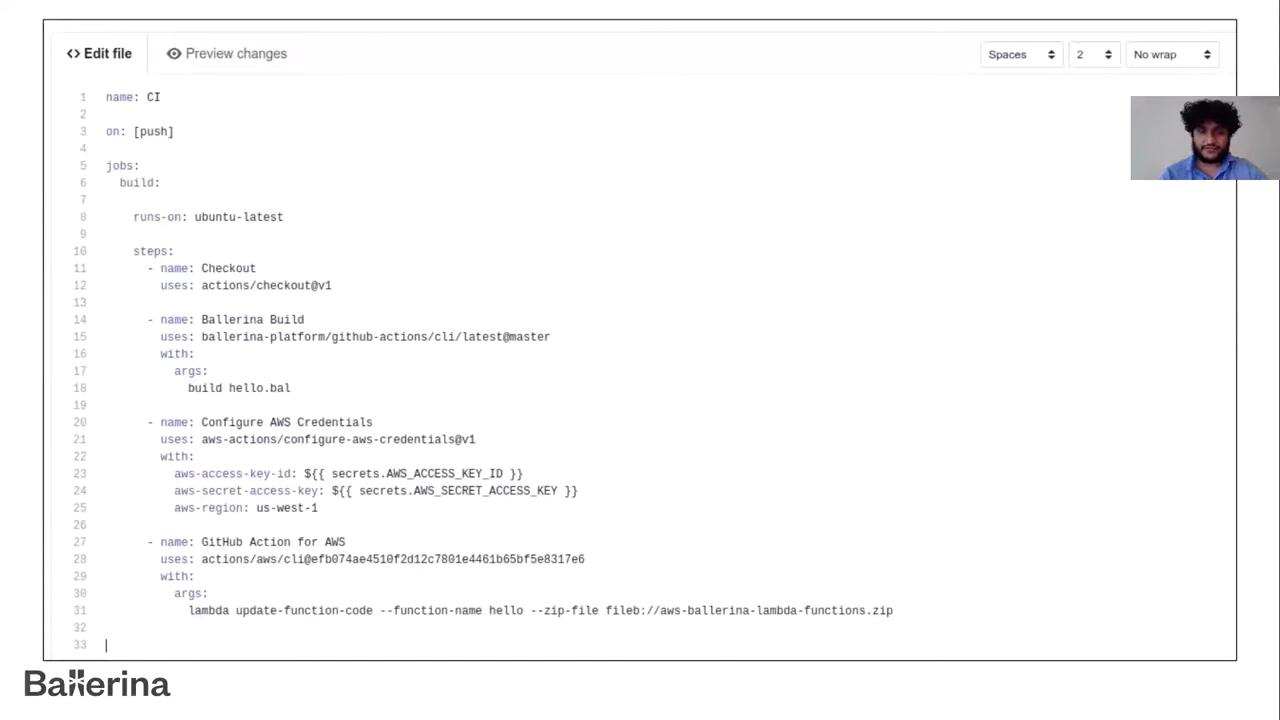 Edit file
Preview changes
Spaces
2
No wrap
1 name: CI
2
3 on: [push]
4
5 jobs:
6   build:
7
8     runs-on: ubuntu-latest
9
10     steps:
11       - name: Checkout
12         uses: actions/checkout@v1
13
14       - name: Ballerina Build
15         uses: ballerina-platform/github-actions/cli/latest@master
16         with:
17           args:
18             build hello.bal
19
20       - name: Configure AWS Credentials
21         uses: aws-actions/configure-aws-credentials@v1
22         with:
23           aws-access-key-id: ${{ secrets.AWS_ACCESS_KEY_ID }}
24           aws-secret-access-key: ${{ secrets.AWS_SECRET_ACCESS_KEY }}
25           aws-region: us-west-1
26
27       - name: GitHub Action for AWS
28         uses: actions/aws/cli@efb074ae4510f2d12c7801e4461b65bf5e8317e6
29         with:
30           args:
31             lambda update-function-code --function-name hello --zip-file fileb://aws-ballerina-lambda-functions.zip
32
33
Ballerina